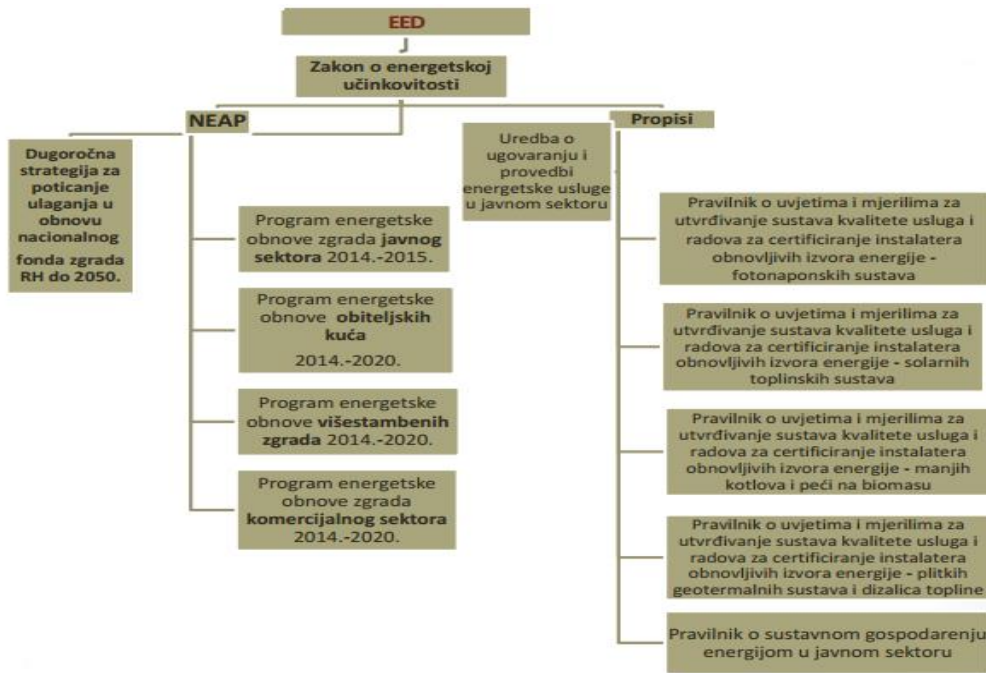 EED
Zakon o energetskoj
učinkovitosti
NEAP
Propisi
Dugoročna
strategija za
poticanje
ulaganja u
obnovu
nacionalnog
fonda zgrada
RH do 2050.
Program energetske
obnove zgrada javnog
sektora 2014.-2015.
Program energetske
obnove obiteljskih
kuća
2014.-2020.
Program energetske
obnove višestambenih
zgrada 2014.-2020.
Program energetske
obnove zgrada
komercijalnog sektora
2014.-2020.
Uredba o
ugovaranju i
provedbi
energetske usluge
u javnom sektoru
Pravilnik o uvjetima i mjerilima za
utvrđivanje sustava kvalitete usluga i
radova za certificiranje instalatera
obnovljivih izvora energije -
fotonaponskih sustava
Pravilnik o uvjetima i mjerilima za
utvrđivanje sustava kvalitete usluga i
radova za certificiranje instalatera
obnovljivih izvora energije - solarnih
toplinskih sustava
Pravilnik o uvjetima i mjerilima za
utvrđivanje sustava kvalitete usluga i
radova za certificiranje instalatera
obnovljivih izvora energije - manjih
kotlova i peći na biomasu
Pravilnik o uvjetima i mjerilima za
utvrđivanje sustava kvalitete usluga i
radova za certificiranje instalatera
obnovljivih izvora energije - plitkih
geotermalnih sustava i dizalica topline
Pravilnik o sustavnom gospodarenju
energijom u javnom sektoru